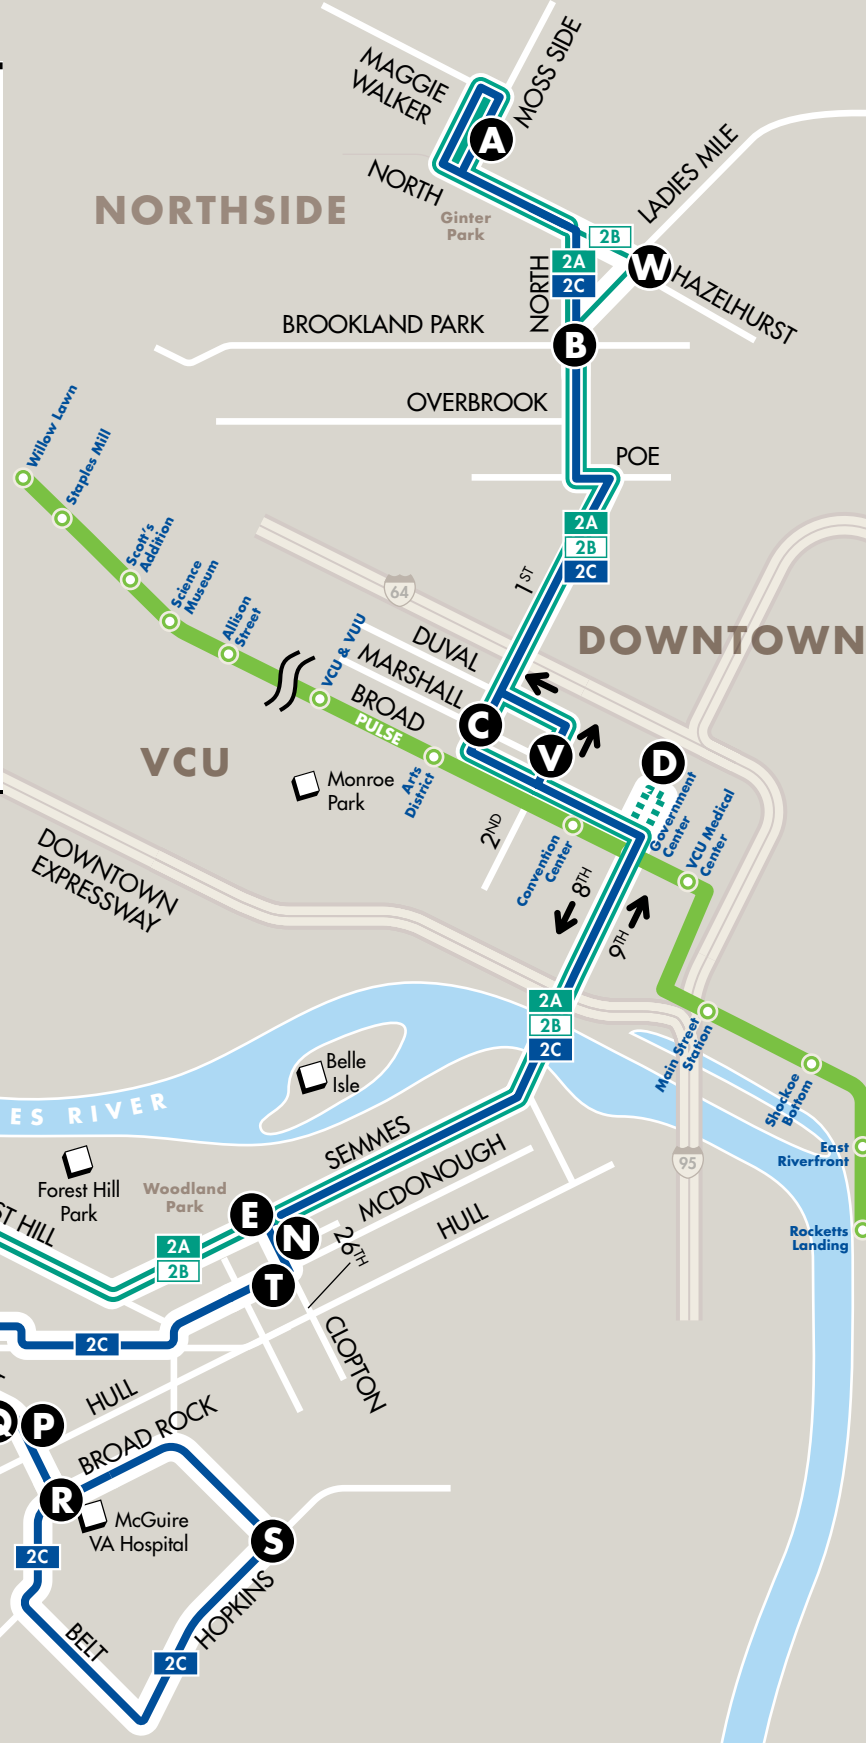 MAGGIE
WALKER
MOSS SIDE
A
NORTH
LADIES MILE
NORTHSIDE
Ginter
Park
2B
2A
2C
W
HAZELHURST
NORTH
BROOKLAND PARK
B
OVERBROOK
POE
Willow Lawn
Staples Mill
Scott's
Addition
Science
Museum
Allison
Street
VCU & VUU
2A
2B
2C
1ST
64
DUVAL
MARSHALL
BROAD
PULSE
DOWNTOWN
C
V
D
VCU
Monroe
Park
Arts
District
2ND
Convention
Center
Government
Center
VCU Medical
Center
DOWNTOWN
EXPRESSWAY
8TH
9TH
2A
2B
2C
Main Street
Station
Shockoe
Bottom
East
Riverfront
Rocketts
Landing
95
Belle
Isle
ES RIVER
SEMMES
MCDONOUGH
HULL
Forest Hill
Park
Woodland
Park
ST HILL
E
N
T
26TH
2A
2B
2C
CLOPTON
HULL
BROAD ROCK
Q
P
R
McGuire
VA Hospital
S
2C
BELT
HOPKINS
2C